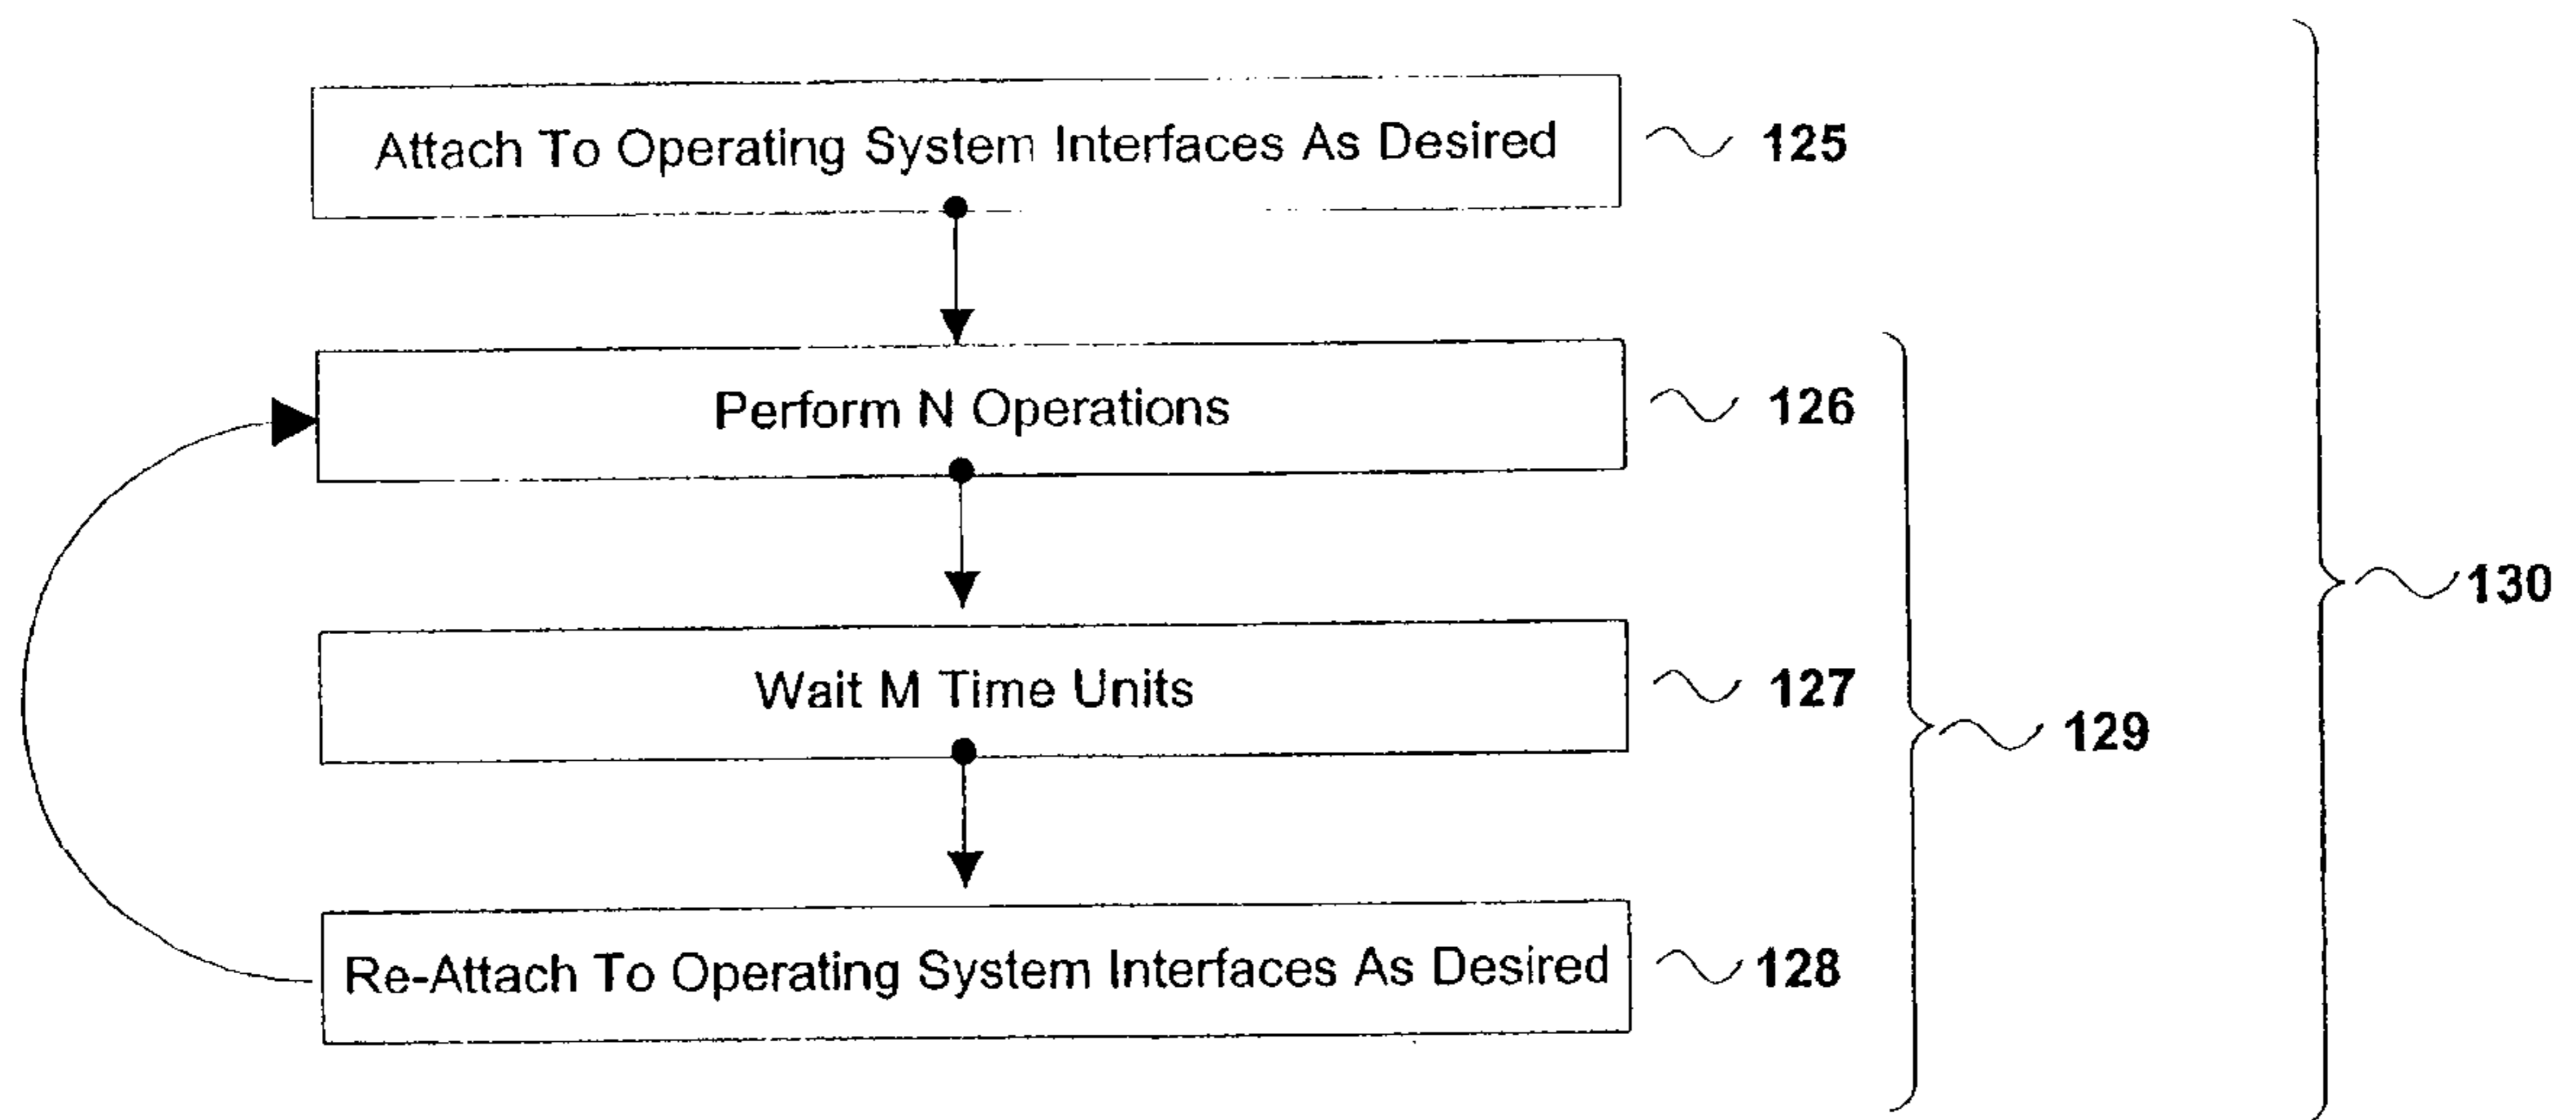 Attach To Operating System Interfaces As Desired 125
Perform N Operations 126
130
Wait M Time Units 127
129
Re-Attach To Operating System Interfaces As Desired 128